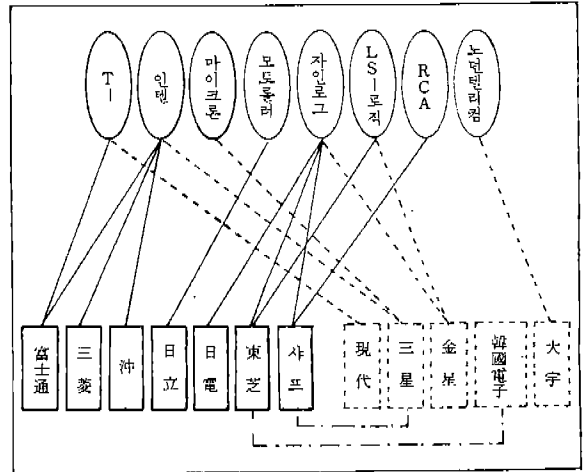 TI
인텔
마이크론
모토롤러
자인로그
LSI로직
RCA
노던텔리컴
富士通
三菱
沖
日立
日電
東芝
샤프
現代
三星
金星
韓國電子
大宇